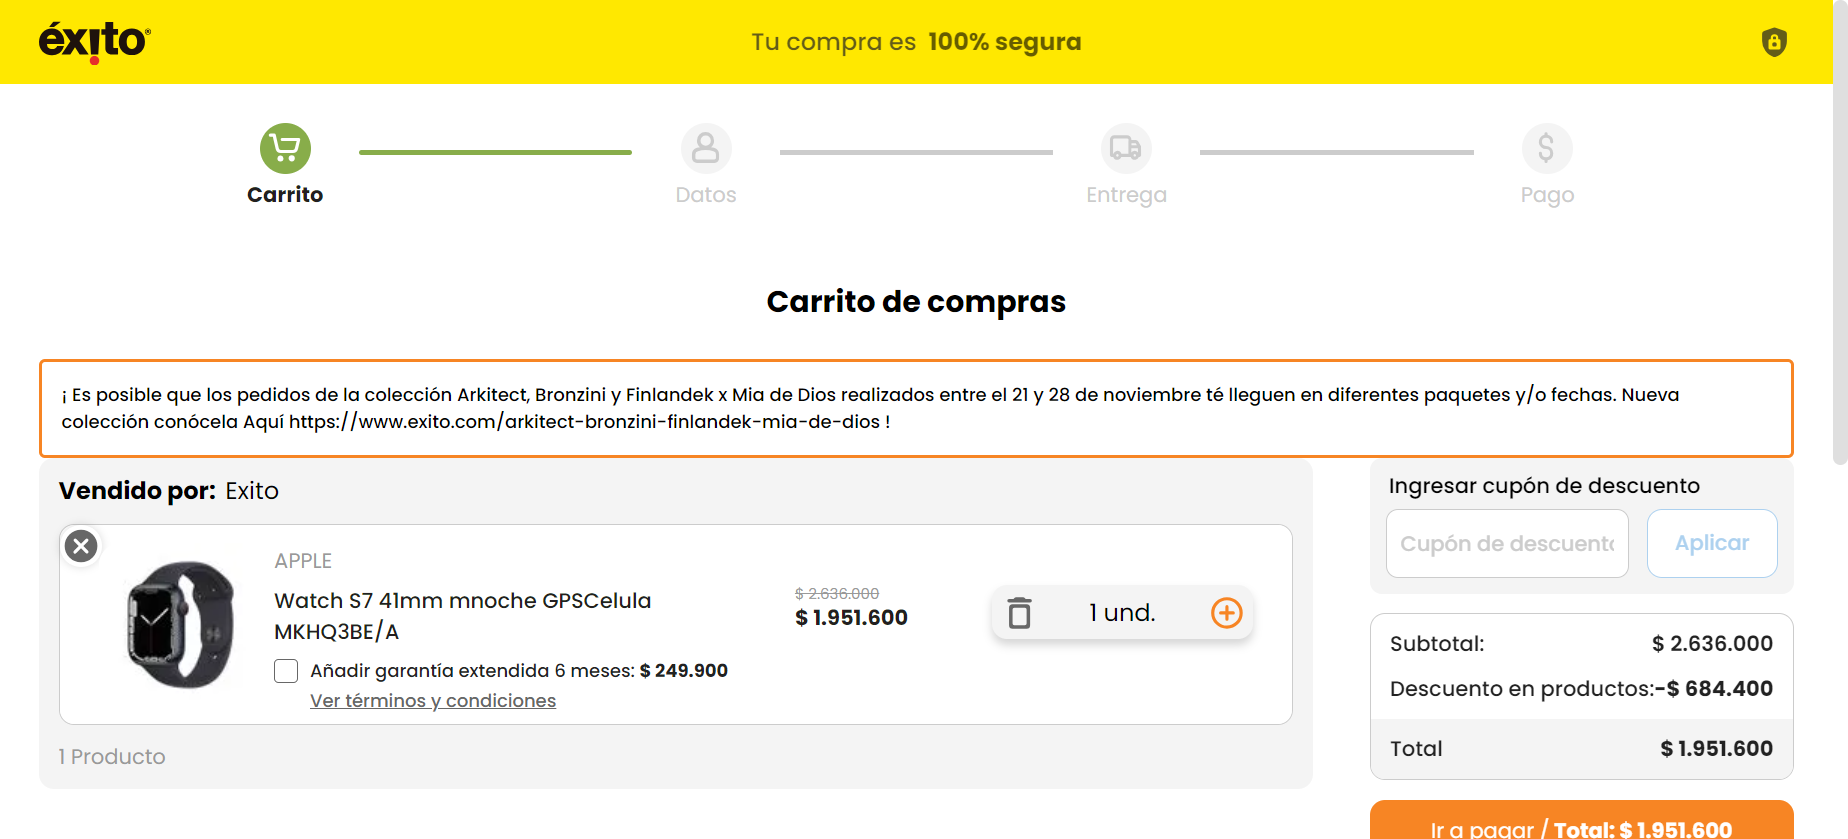 éxito
Tu compra es 100% segura
Carrito
Datos
Entrega
Pago
Carrito de compras
¡ Es posible que los pedidos de la colección Arkitect, Bronzini y Finlandek x Mia de Dios realizados entre el 21 y 28 de noviembre té lleguen en diferentes paquetes y/o fechas. Nueva
colección conócela Aquí https://www.exito.com/arkitect-bronzini-finlandek-mia-de-dios !
Vendido por: Exito
APPLE
Watch S7 41mm mnoche GPSCelula
MKHQ3BE/A
Añadir garantía extendida 6 meses: $ 249.900
Ver términos y condiciones
$ 2.636.000
$ 1.951.600
1 und.
1 Producto
Ingresar cupón de descuento
Cupón de descuento
Aplicar
Subtotal: $ 2.636.000
Descuento en productos:-$ 684.400
Total $ 1.951.600
Ir a pagar / Total: $ 1.951.600